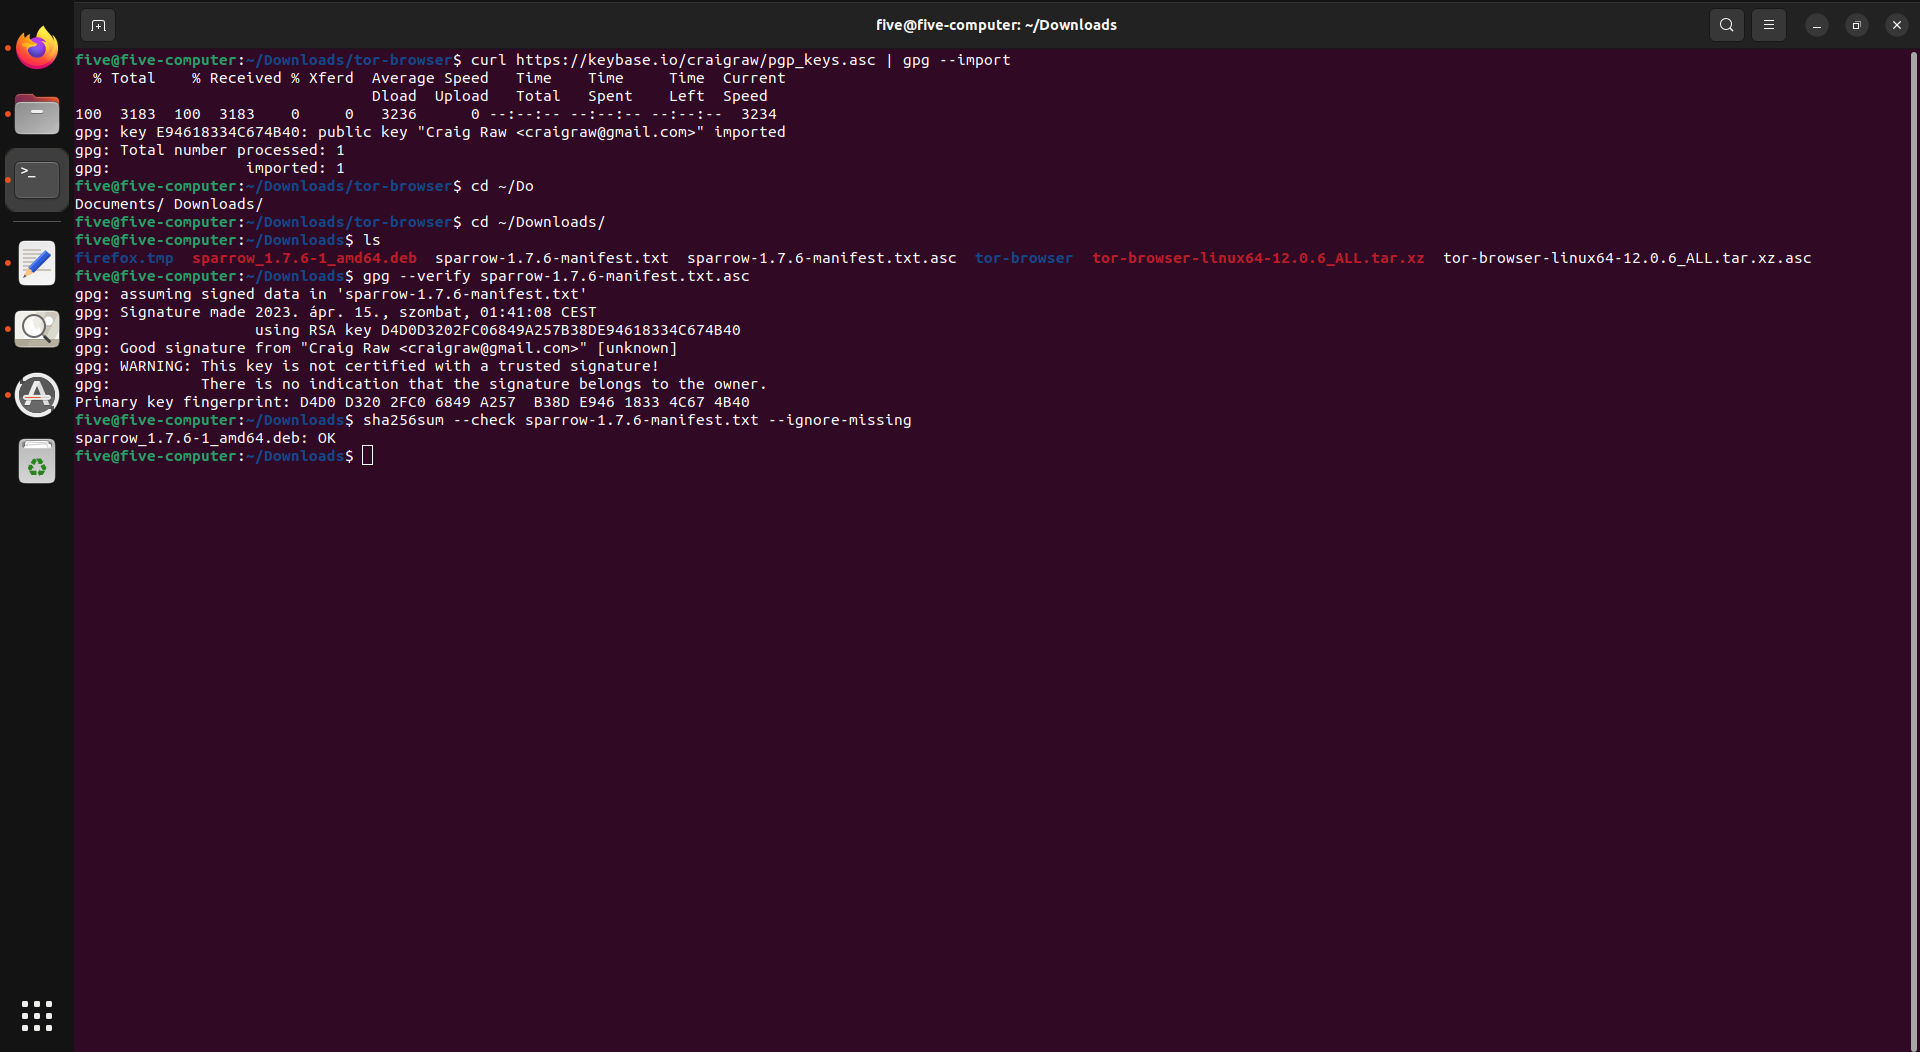 five@five-computer: ~/Downloads
five@five-computer:~/Downloads/tor-browser$ curl https://keybase.io/craigraw/pgp_keys.asc | gpg --import
  % Total    % Received % Xferd  Average Speed   Time    Time     Time  Current
                                 Dload  Upload   Total   Spent    Left  Speed
100  3183  100  3183    0     0   3236      0 --:--:-- --:--:-- --:--:--  3234
gpg: key E94618334C674B40: public key "Craig Raw <craigraw@gmail.com>" imported
gpg: Total number processed: 1
gpg:               imported: 1
five@five-computer:~/Downloads/tor-browser$ cd ~/Do
Documents/ Downloads/
five@five-computer:~/Downloads/tor-browser$ cd ~/Downloads/
five@five-computer:~/Downloads$ ls
firefox.tmp  sparrow_1.7.6-1_amd64.deb  sparrow-1.7.6-manifest.txt  sparrow-1.7.6-manifest.txt.asc  tor-browser  tor-browser-linux64-12.0.6_ALL.tar.xz  tor-browser-linux64-12.0.6_ALL.tar.xz.asc
five@five-computer:~/Downloads$ gpg --verify sparrow-1.7.6-manifest.txt.asc
gpg: assuming signed data in 'sparrow-1.7.6-manifest.txt'
gpg: Signature made 2023. ápr. 15., szombat, 01:41:08 CEST
gpg:                using RSA key D4D0D3202FC06849A257B38DE94618334C674B40
gpg: Good signature from "Craig Raw <craigraw@gmail.com>" [unknown]
gpg: WARNING: This key is not certified with a trusted signature!
gpg:          There is no indication that the signature belongs to the owner.
Primary key fingerprint: D4D0 D320 2FC0 6849 A257  B38D E946 1833 4C67 4B40
five@five-computer:~/Downloads$ sha256sum --check sparrow-1.7.6-manifest.txt --ignore-missing
sparrow_1.7.6-1_amd64.deb: OK
five@five-computer:~/Downloads$